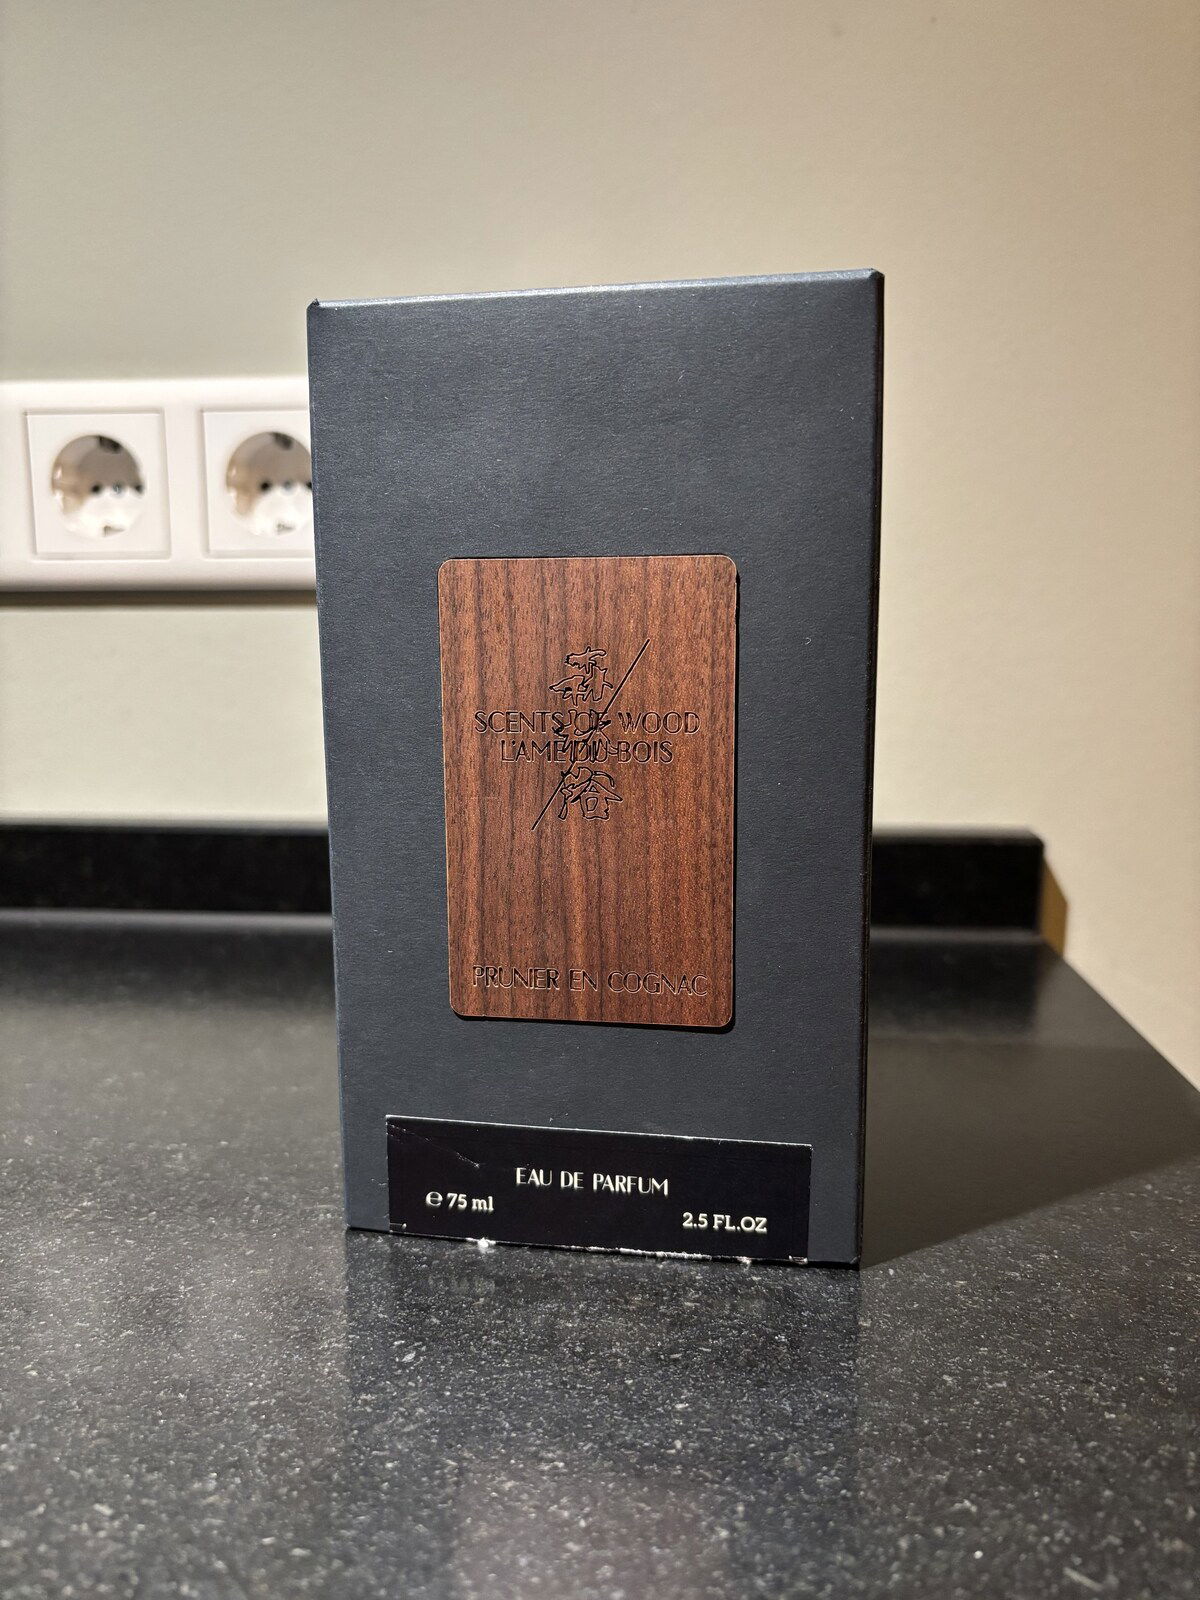 SCENTS OF WOOD
L'AME DU BOIS
PRUNIER EN COGNAC
EAU DE PARFUM
℮ 75 ml
2.5 FL.OZ